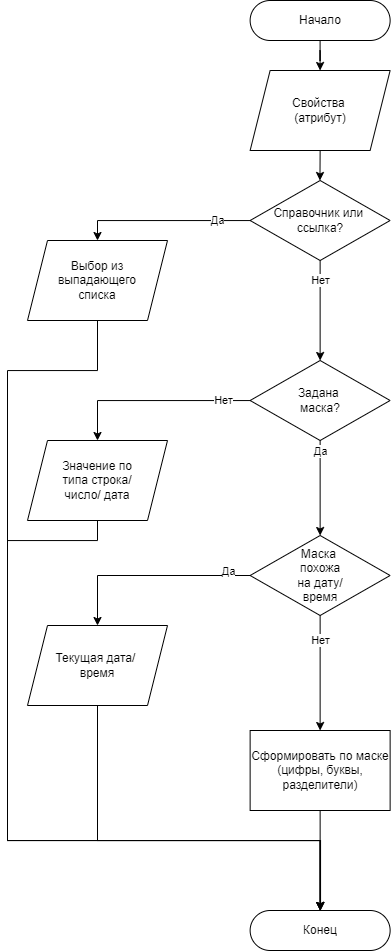 Начало
Свойства
(атрибут)
Справочник или
ссылка?
Да
Выбор из
выпадающего
списка
Нет
Задана
маска?
Нет
Значение по
типа строка/
число/ дата
Да
Маска
похожа
на дату/
время
Да
Текущая дата/
время
Нет
Сформировать по маске
(цифры, буквы,
разделители)
Конец